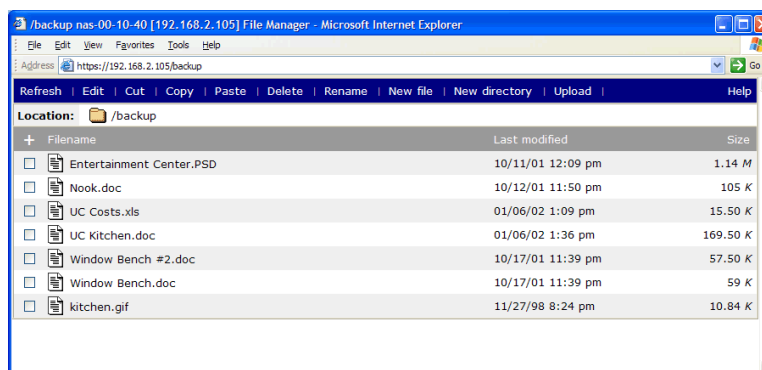 /backup nas-00-10-40 [192.168.2.105] File Manager - Microsoft Internet Explorer
File Edit View Favorites Tools Help
Address https://192.168.2.105/backup Go
Refresh | Edit | Cut | Copy | Paste | Delete | Rename | New file | New directory | Upload | Help
Location: /backup
+ Filename Last modified Size
Entertainment Center.PSD 10/11/01 12:09 pm 1.14 M
Nook.doc 10/12/01 11:50 pm 105 K
UC Costs.xls 01/06/02 1:09 pm 15.50 K
UC Kitchen.doc 01/06/02 1:36 pm 169.50 K
Window Bench #2.doc 10/17/01 11:39 pm 57.50 K
Window Bench.doc 10/17/01 11:39 pm 59 K
kitchen.gif 11/27/98 8:24 pm 10.84 K